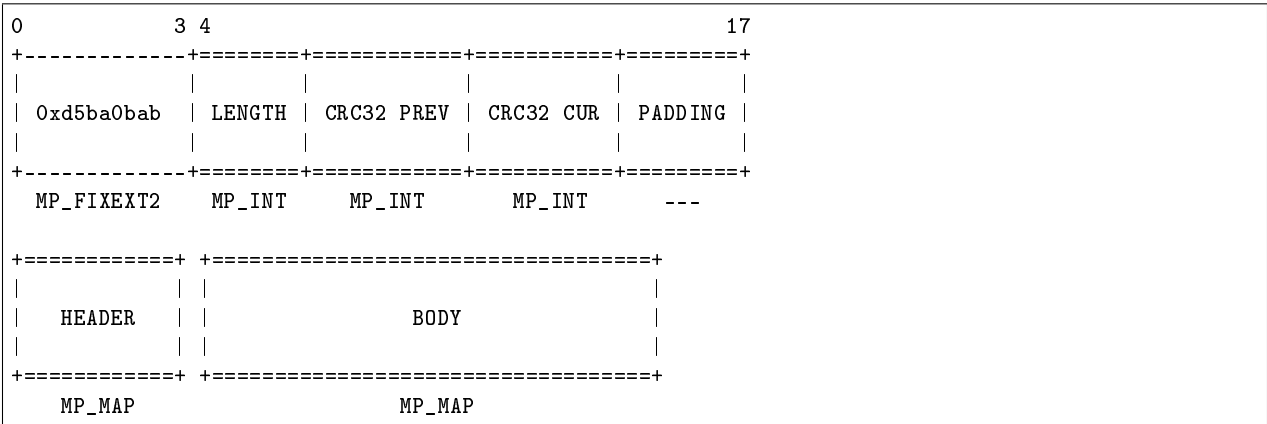 0             3 4                                         17
+-------------+========+============+===========+=========+
|             |        |            |           |         |
| 0xd5ba0bab  | LENGTH | CRC32 PREV | CRC32 CUR | PADDING |
|             |        |            |           |         |
+-------------+========+============+===========+=========+
  MP_FIXEXT2    MP_INT     MP_INT       MP_INT      ---
+============+ +===================================+
|            | |                                   |
|   HEADER   | |                BODY               |
|            | |                                   |
+============+ +===================================+
    MP_MAP                     MP_MAP